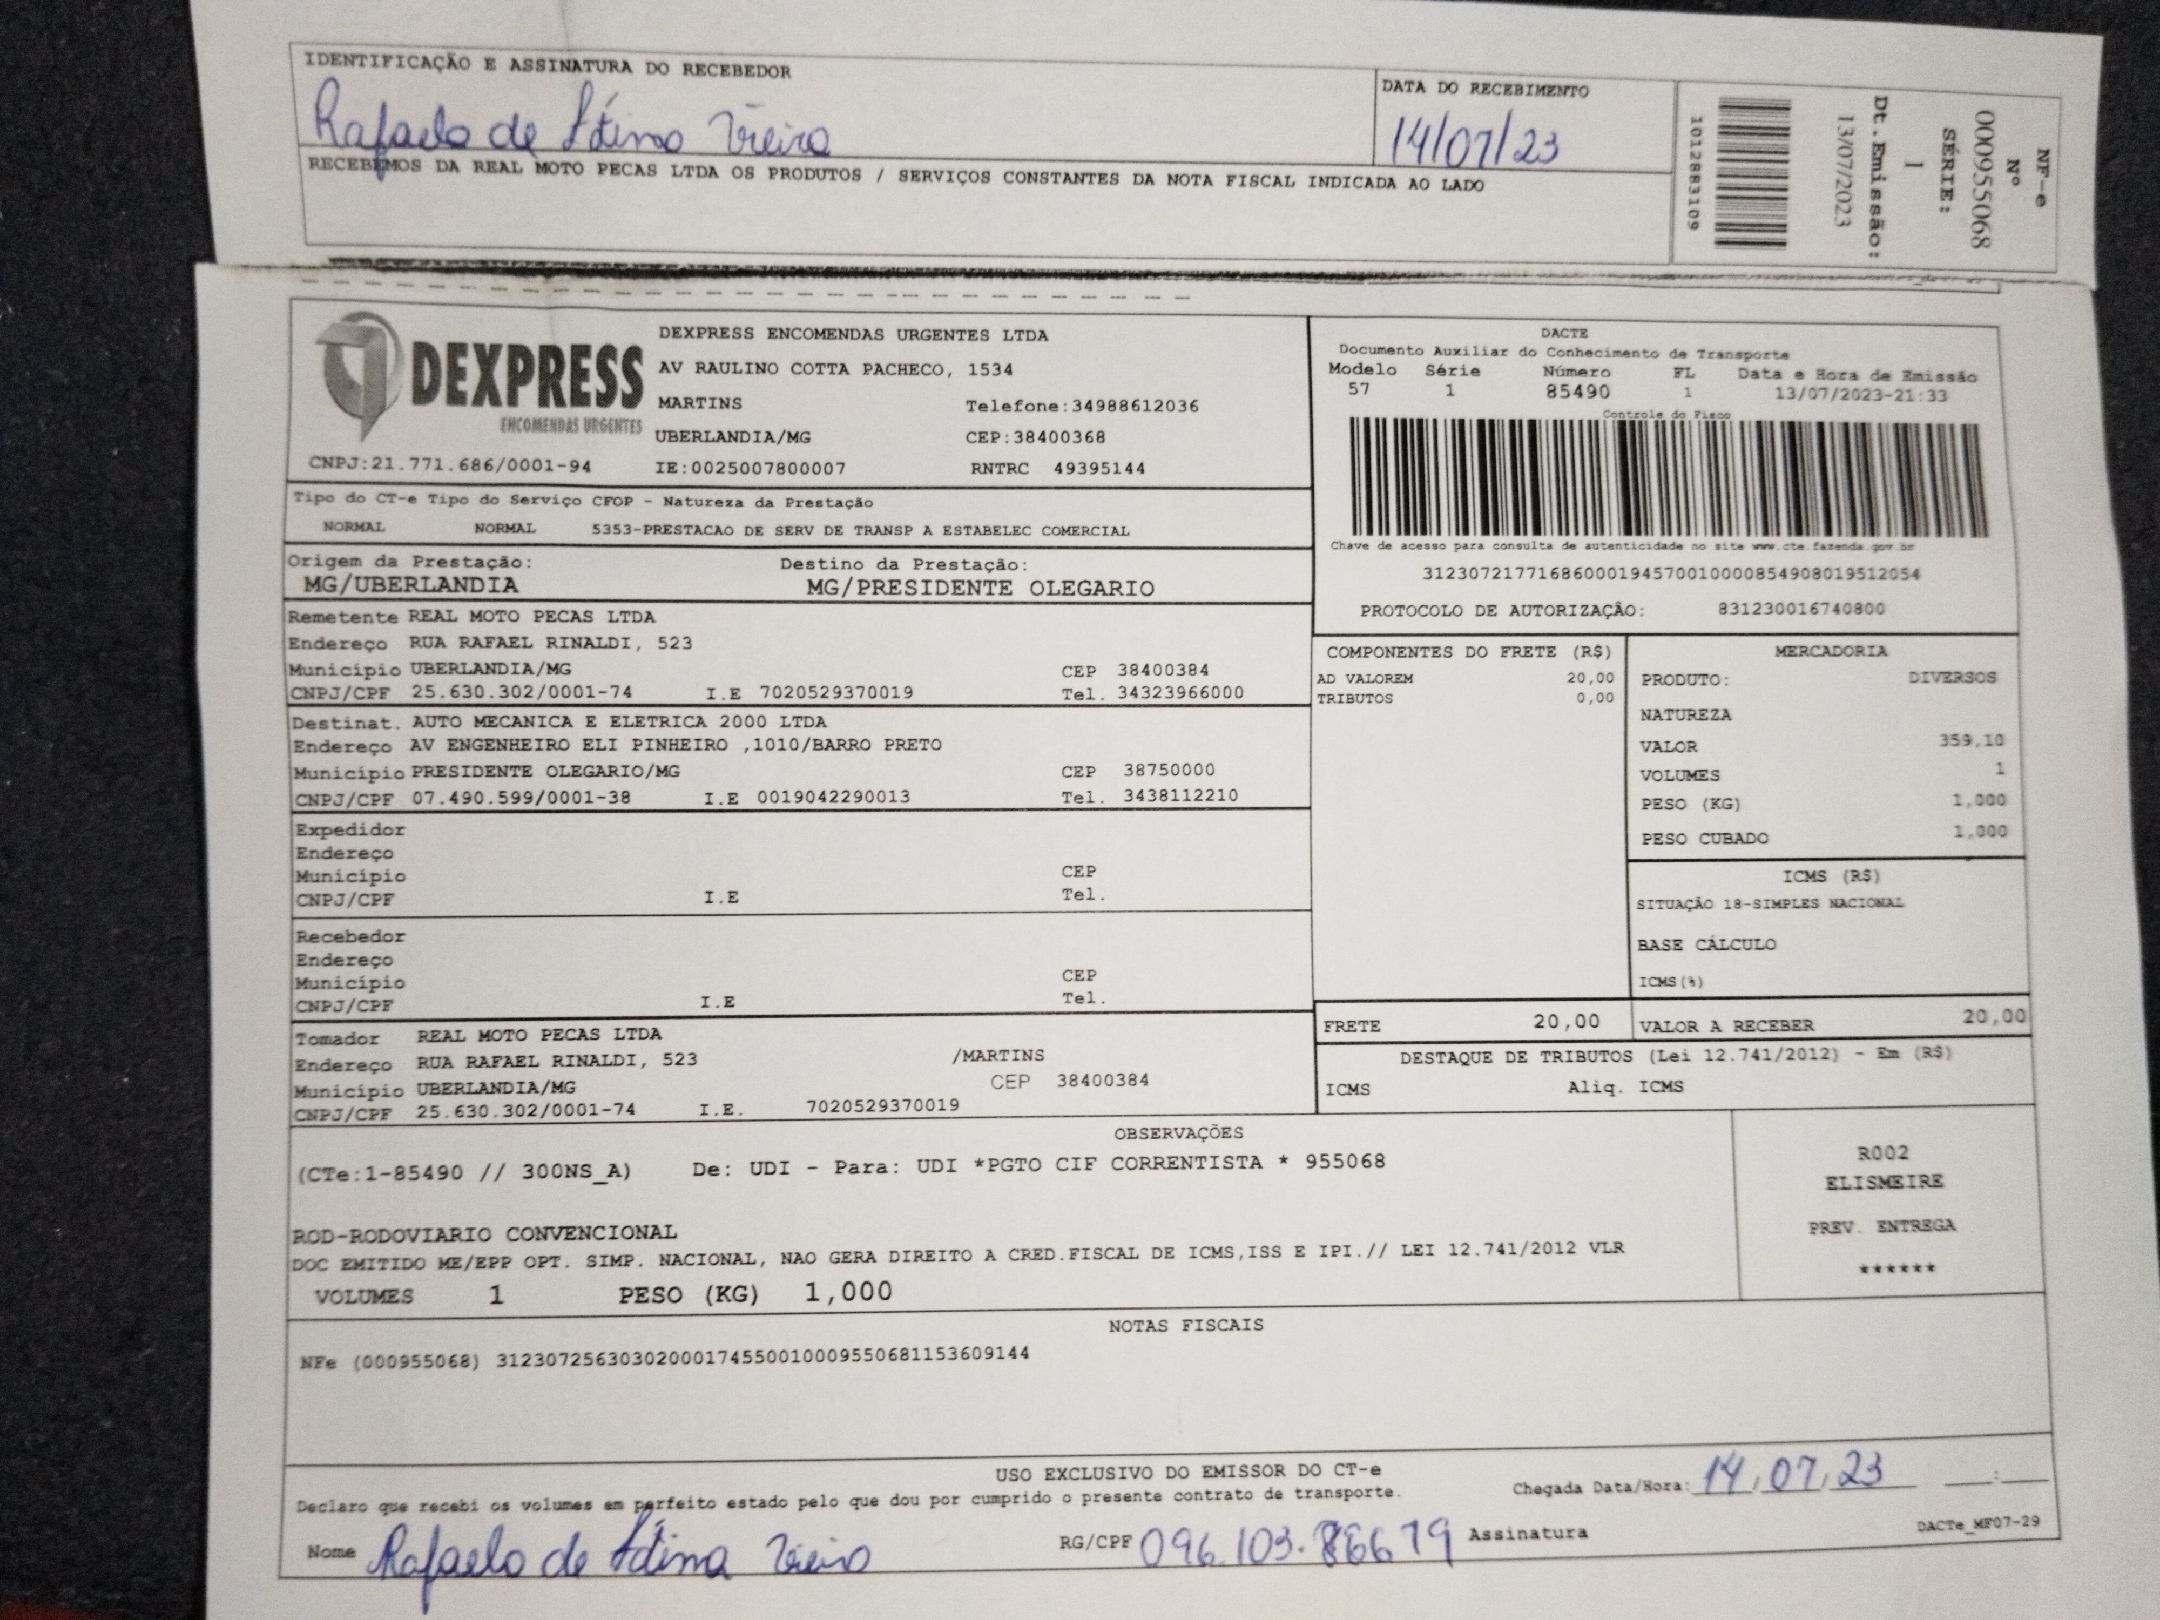 IDENTIFICAÇÃO E ASSINATURA DO RECEBEDOR
Rafaela de Fátima Vieira
DATA DO RECEBIMENTO
14/07/23
RECEBEMOS DA REAL MOTO PECAS LTDA OS PRODUTOS / SERVIÇOS CONSTANTES DA NOTA FISCAL INDICADA AO LADO
NF-e
Nº
000955068
SÉRIE:
1
Dt.Emissão:
13/07/2023
1012883109
DEXPRESS
ENCOMENDAS URGENTES
CNPJ:21.771.686/0001-94
DEXPRESS ENCOMENDAS URGENTES LTDA
AV RAULINO COTTA PACHECO, 1534
MARTINS Telefone:34988612036
UBERLANDIA/MG CEP:38400368
IE:0025007800007 RNTRC 49395144
DACTE
Documento Auxiliar do Conhecimento de Transporte
Modelo Série Número FL Data e Hora de Emissão
57 1 85490 1 13/07/2023-21:33
Controle do Fisco
Chave de acesso para consulta de autenticidade no site www.cte.fazenda.gov.br
31230721771686000194570010000854908019512054
PROTOCOLO DE AUTORIZAÇÃO: 831230016740800
Tipo do CT-e Tipo do Serviço CFOP - Natureza da Prestação
NORMAL NORMAL 5353-PRESTACAO DE SERV DE TRANSP A ESTABELEC COMERCIAL
Origem da Prestação: Destino da Prestação:
MG/UBERLANDIA MG/PRESIDENTE OLEGARIO
Remetente REAL MOTO PECAS LTDA
Endereço RUA RAFAEL RINALDI, 523
Município UBERLANDIA/MG CEP 38400384
CNPJ/CPF 25.630.302/0001-74 I.E 7020529370019 Tel. 34323966000
Destinat. AUTO MECANICA E ELETRICA 2000 LTDA
Endereço AV ENGENHEIRO ELI PINHEIRO ,1010/BARRO PRETO
Município PRESIDENTE OLEGARIO/MG CEP 38750000
CNPJ/CPF 07.490.599/0001-38 I.E 0019042290013 Tel. 3438112210
Expedidor
Endereço
Município CEP
CNPJ/CPF I.E Tel.
Recebedor
Endereço
Município CEP
CNPJ/CPF I.E Tel.
Tomador REAL MOTO PECAS LTDA
Endereço RUA RAFAEL RINALDI, 523 /MARTINS
Município UBERLANDIA/MG CEP 38400384
CNPJ/CPF 25.630.302/0001-74 I.E. 7020529370019
COMPONENTES DO FRETE (R$)
AD VALOREM 20,00
TRIBUTOS 0,00
MERCADORIA
PRODUTO: DIVERSOS
NATUREZA
VALOR 359,10
VOLUMES 1
PESO (KG) 1,000
PESO CUBADO 1,000
ICMS (R$)
SITUAÇÃO 18-SIMPLES NACIONAL
BASE CÁLCULO
ICMS(%)
FRETE 20,00 VALOR A RECEBER 20,00
DESTAQUE DE TRIBUTOS (Lei 12.741/2012) - Em (R$)
ICMS Aliq. ICMS
OBSERVAÇÕES
(CTe:1-85490 // 300NS_A) De: UDI - Para: UDI *PGTO CIF CORRENTISTA * 955068
ROD-RODOVIARIO CONVENCIONAL
DOC EMITIDO ME/EPP OPT. SIMP. NACIONAL, NAO GERA DIREITO A CRED.FISCAL DE ICMS,ISS E IPI.// LEI 12.741/2012 VLR
VOLUMES 1 PESO (KG) 1,000
R002
ELISMEIRE
PREV. ENTREGA
******
NOTAS FISCAIS
NFe (000955068) 31230725630302000174550010009550681153609144
USO EXCLUSIVO DO EMISSOR DO CT-e
Declaro que recebi os volumes em perfeito estado pelo que dou por cumprido o presente contrato de transporte.
Chegada Data/Hora: 14/07/23 __:__
Nome Rafaela de Fátima Vieira RG/CPF 096.103. Assinatura
DACTe_MF07-29